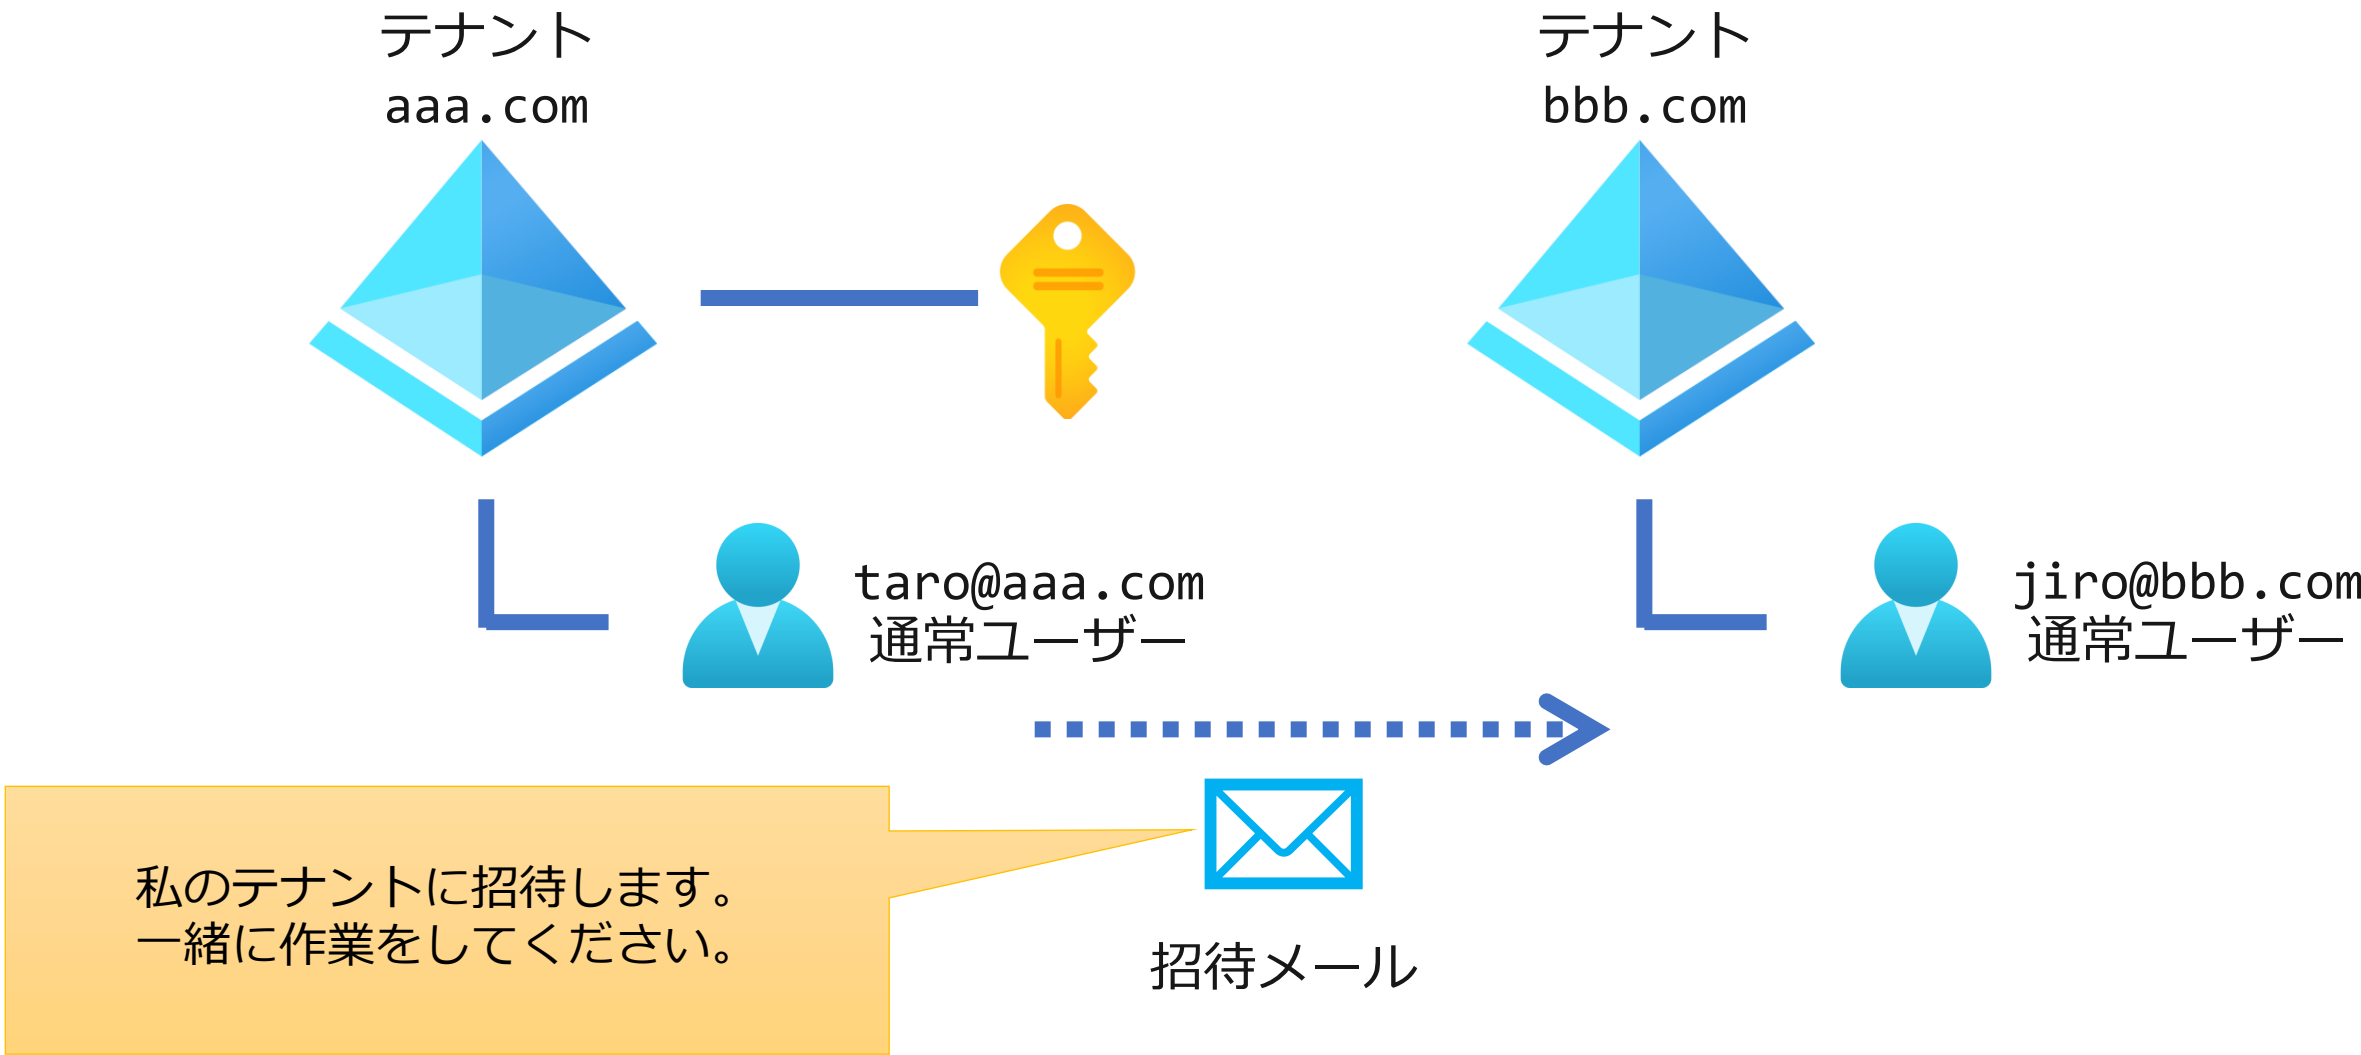 テナント
aaa.com
テナント
bbb.com
taro@aaa.com
通常ユーザー
jiro@bbb.com
通常ユーザー
私のテナントに招待します。
一緒に作業をしてください。
招待メール